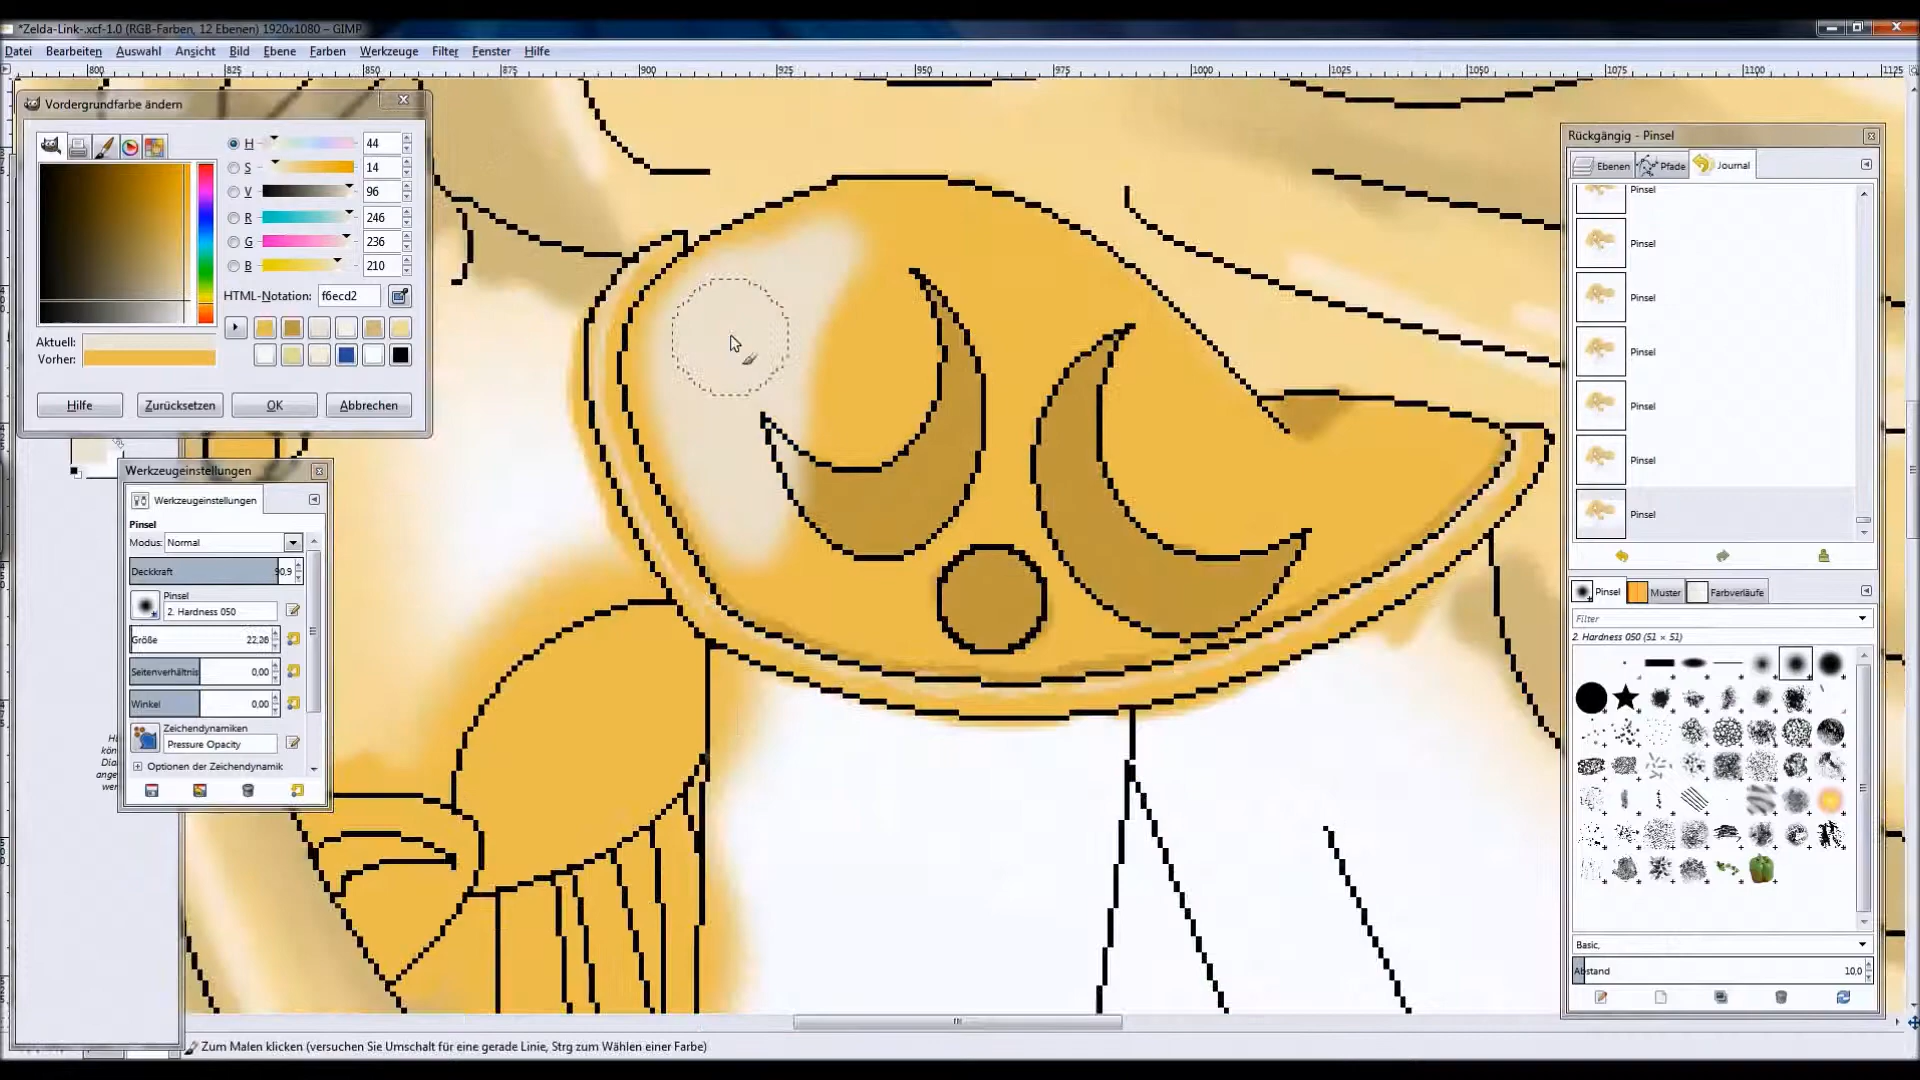 *Zelda-Link-.xcf-1.0 (RGB-Farben, 12 Ebenen) 1920x1080 – GIMP
Datei Bearbeiten Auswahl Ansicht Bild Ebene Farben Werkzeuge Filter Fenster Hilfe
800 825 850 875 900 925 950 975 1000 1025 1050 1075 1100 1125
Vordergrundfarbe ändern
H 44
S 14
V 96
R 246
G 236
B 210
HTML-Notation: f6ecd2
Aktuell:
Vorher:
Hilfe Zurücksetzen OK Abbrechen
Werkzeugeinstellungen
Werkzeugeinstellungen
Pinsel
Modus: Normal
Deckkraft 90,9
Pinsel
2. Hardness 050
Größe 22,26
Seitenverhältnis 0,00
Winkel 0,00
Zeichendynamiken
Pressure Opacity
Optionen der Zeichendynamik
Rückgängig - Pinsel
Ebenen Pfade Journal
Pinsel
Pinsel
Pinsel
Pinsel
Pinsel
Pinsel
Pinsel
Pinsel Muster Farbverläufe
Filter
2. Hardness 050 (51 × 51)
Basic,
Abstand 10,0
Zum Malen klicken (versuchen Sie Umschalt für eine gerade Linie, Strg zum Wählen einer Farbe)